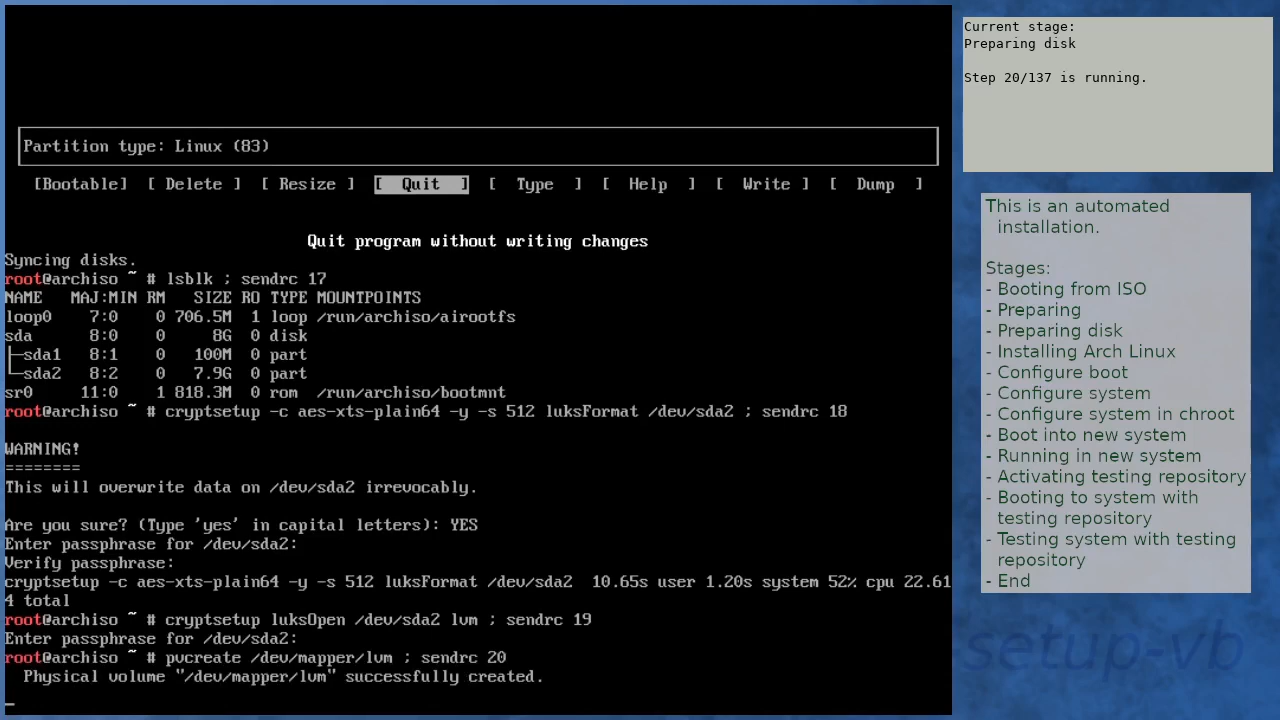 Partition type: Linux (83)
[Bootable] [ Delete ] [ Resize ] [ Quit ] [ Type ] [ Help ] [ Write ] [ Dump ]
Quit program without writing changes
Syncing disks.
root@archiso ~ # lsblk ; sendrc 17
NAME MAJ:MIN RM SIZE RO TYPE MOUNTPOINTS
loop0 7:0 0 706.5M 1 loop /run/archiso/airootfs
sda 8:0 0 8G 0 disk
├─sda1 8:1 0 100M 0 part
└─sda2 8:2 0 7.9G 0 part
sr0 11:0 1 818.3M 0 rom /run/archiso/bootmnt
root@archiso ~ # cryptsetup -c aes-xts-plain64 -y -s 512 luksFormat /dev/sda2 ; sendrc 18
WARNING!
========
This will overwrite data on /dev/sda2 irrevocably.
Are you sure? (Type 'yes' in capital letters): YES
Enter passphrase for /dev/sda2:
Verify passphrase:
cryptsetup -c aes-xts-plain64 -y -s 512 luksFormat /dev/sda2 10.65s user 1.20s system 52% cpu 22.61
4 total
root@archiso ~ # cryptsetup luksOpen /dev/sda2 lvm ; sendrc 19
Enter passphrase for /dev/sda2:
root@archiso ~ # pvcreate /dev/mapper/lvm ; sendrc 20
Physical volume "/dev/mapper/lvm" successfully created.
_
Current stage:
Preparing disk
Step 20/137 is running.
This is an automated
installation.
Stages:
- Booting from ISO
- Preparing
- Preparing disk
- Installing Arch Linux
- Configure boot
- Configure system
- Configure system in chroot
- Boot into new system
- Running in new system
- Activating testing repository
- Booting to system with
testing repository
- Testing system with testing
repository
- End
setup-vb